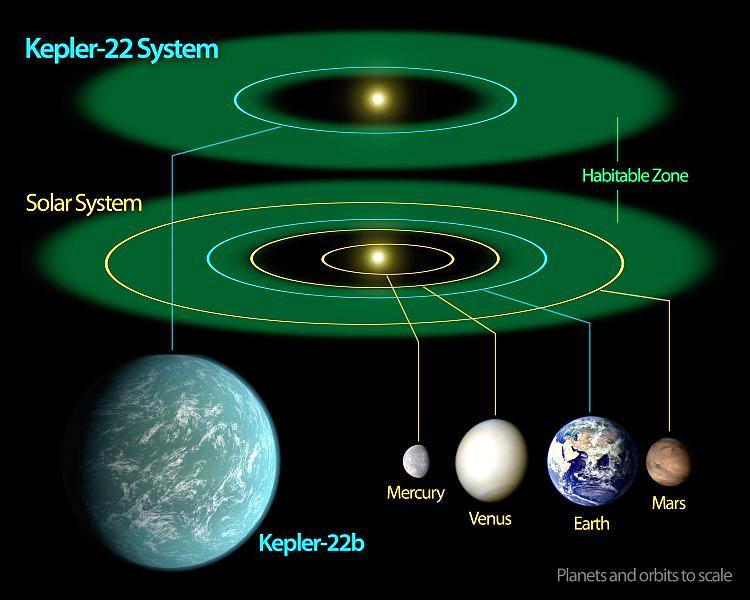 Kepler-22 System
Habitable Zone
Solar System
Mercury
Venus
Earth
Mars
Kepler-22b
Planets and orbits to scale